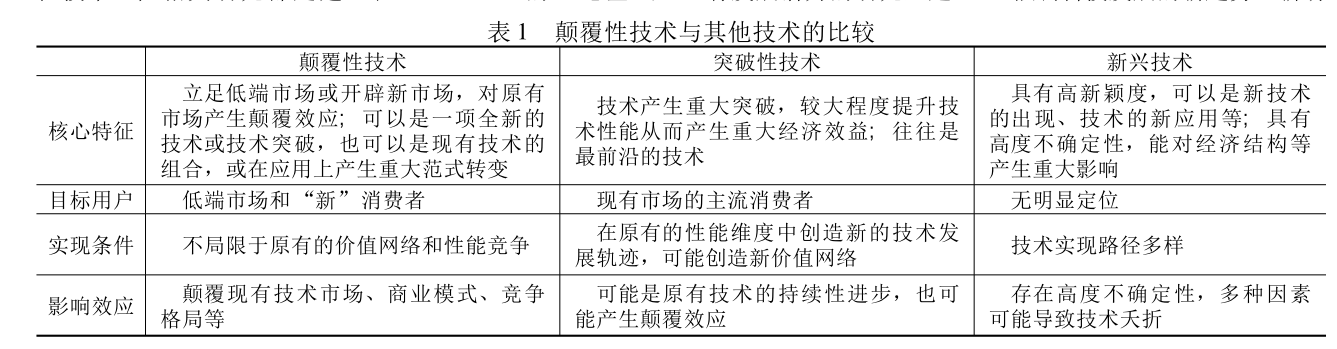 表 1 颠覆性技术与其他技术的比较
颠覆性技术 突破性技术 新兴技术
核心特征
立足低端市场或开辟新市场，对原有
市场产生颠覆效应；可以是一项全新的
技术或技术突破，也可以是现有技术的
组合，或在应用上产生重大范式转变
技术产生重大突破，较大程度提升技
术性能从而产生重大经济效益；往往是
最前沿的技术
具有高新颖度，可以是新技术
的出现、技术的新应用等；具有
高度不确定性，能对经济结构等
产生重大影响
目标用户 低端市场和“新”消费者 现有市场的主流消费者 无明显定位
实现条件 不局限于原有的价值网络和性能竞争
在原有的性能维度中创造新的技术发
展轨迹，可能创造新价值网络
技术实现路径多样
影响效应
颠覆现有技术市场、商业模式、竞争
格局等
可能是原有技术的持续性进步，也可
能产生颠覆效应
存在高度不确定性，多种因素
可能导致技术夭折